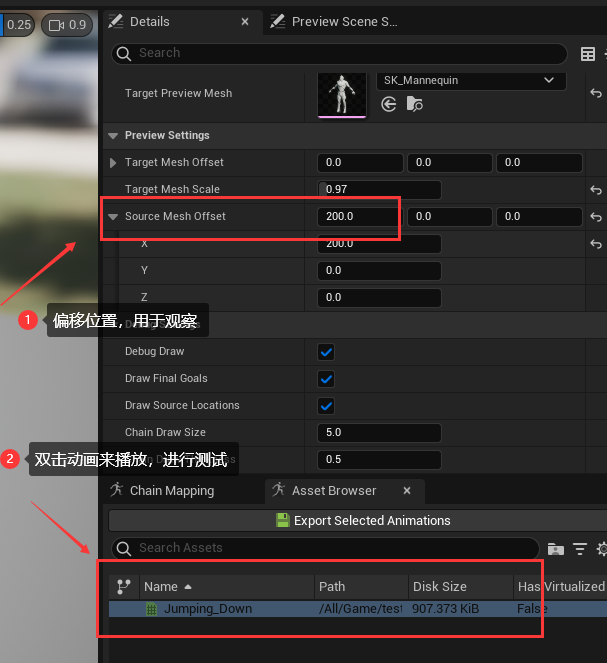 0.25 0.9
Details Preview Scene S...
Search
Target Preview Mesh SK_Mannequin
Preview Settings
Target Mesh Offset 0.0 0.0 0.0
Target Mesh Scale 0.97
Source Mesh Offset 200.0 0.0 0.0
X 200.0
Y 0.0
Z 0.0
1 偏移位置，用于观察
Debug Draw
Draw Final Goals
Draw Source Locations
Chain Draw Size 5.0
2 双击动画来播放，进行测试 0.5
Chain Mapping Asset Browser
Export Selected Animations
Search Assets
Name Path Disk Size Has Virtualized
Jumping_Down /All/Game/test 907.373 KiB False